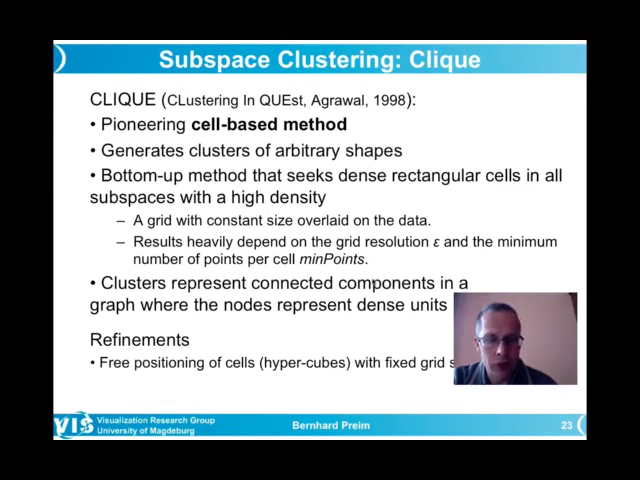 Subspace Clustering: Clique
CLIQUE (CLustering In QUEst, Agrawal, 1998):
• Pioneering cell-based method
• Generates clusters of arbitrary shapes
• Bottom-up method that seeks dense rectangular cells in all
subspaces with a high density
– A grid with constant size overlaid on the data.
– Results heavily depend on the grid resolution ε and the minimum
number of points per cell minPoints.
• Clusters represent connected components in a
graph where the nodes represent dense units
Refinements
• Free positioning of cells (hyper-cubes) with fixed grid
VIS
Visualization Research Group
University of Magdeburg
Bernhard Preim
23